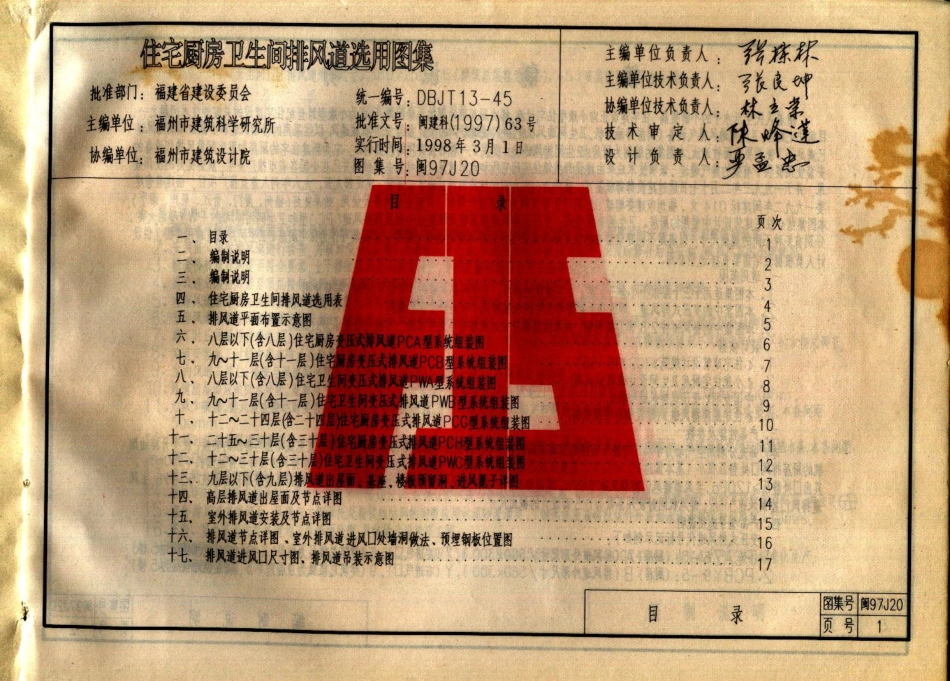 住宅厨房卫生间排风道选用图集
批准部门：福建省建设委员会
主编单位：福州市建筑科学研究所
协编单位：福州市建筑设计院
统一编号：DBJT13-45
批准文号：闽建科(1997)63号
实行时间：1998年3月1日
图集号：闽97J20
主编单位负责人：
主编单位技术负责人：张良坤
协编单位技术负责人：
技术审定人：
设计负责人：严孟忠
目 录
页次
一、目录 1
二、编制说明 2
三、编制说明 3
四、住宅厨房卫生间排风道选用表 4
五、排风道平面布置示意图 5
六、八层以下(含八层)住宅厨房变压式排风道PCA型系统组装图 6
七、九~十一层(含十一层)住宅厨房变压式排风道PCB型系统组装图 7
八、八层以下(含八层)住宅卫生间变压式排风道PWA型系统组装图 8
九、九~十一层(含十一层)住宅卫生间变压式排风道PWB型系统组装图 9
十、十二~二十四层(含二十四层)住宅厨房变压式排风道PCG型系统组装图 10
十一、二十五~三十层(含三十层)住宅厨房变压式排风道PCH型系统组装图 11
十二、十二~三十层(含三十层)住宅卫生间变压式排风道PWC型系统组装图 12
十三、九层以下(含九层)排风道出屋面、基座、楼板预留洞、进风罩子详图 13
十四、高层排风道出屋面及节点详图 14
十五、室外排风道安装及节点详图 15
十六、排风道节点详图、室外排风道进风口处墙洞做法、预埋钢板位置图 16
十七、排风道进风口尺寸图、排风道吊装示意图 17
目 录
图集号 闽97J20
页号 1